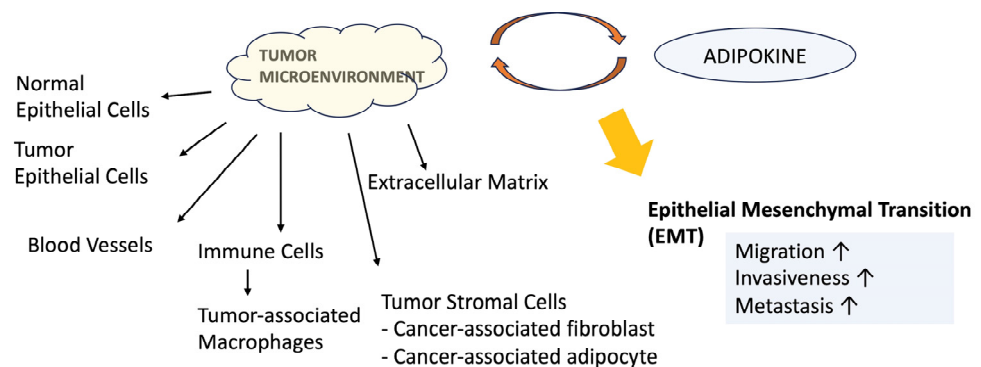 TUMOR
MICROENVIRONMENT
ADIPOKINE
Normal
Epithelial Cells
Tumor
Epithelial Cells
Blood Vessels
Immune Cells
Tumor-associated
Macrophages
Extracellular Matrix
Tumor Stromal Cells
- Cancer-associated fibroblast
- Cancer-associated adipocyte
Epithelial Mesenchymal Transition
(EMT)
Migration ↑
Invasiveness ↑
Metastasis ↑